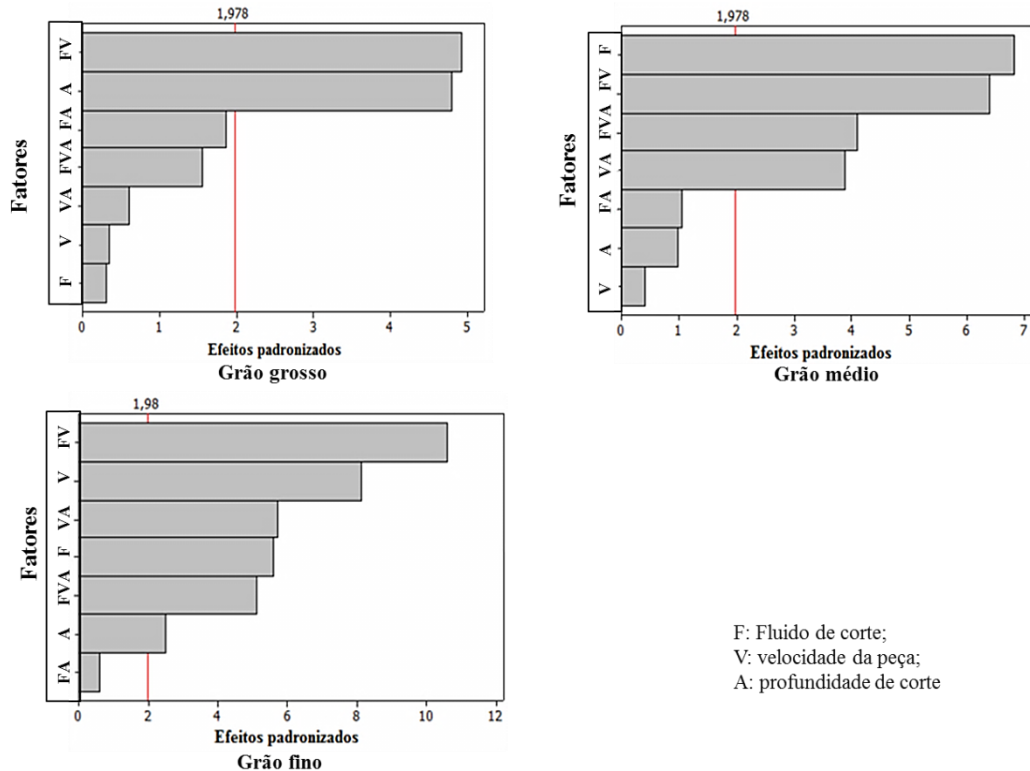 1,978
Fatores
FV
A
FA
FVA
VA
V
F
0 1 2 3 4 5
Efeitos padronizados
Grão grosso
1,978
Fatores
F
FV
FVA
VA
FA
A
V
0 1 2 3 4 5 6 7
Efeitos padronizados
Grão médio
1,98
Fatores
FV
V
VA
F
FVA
A
FA
0 2 4 6 8 10 12
Efeitos padronizados
Grão fino
F: Fluido de corte;
V: velocidade da peça;
A: profundidade de corte